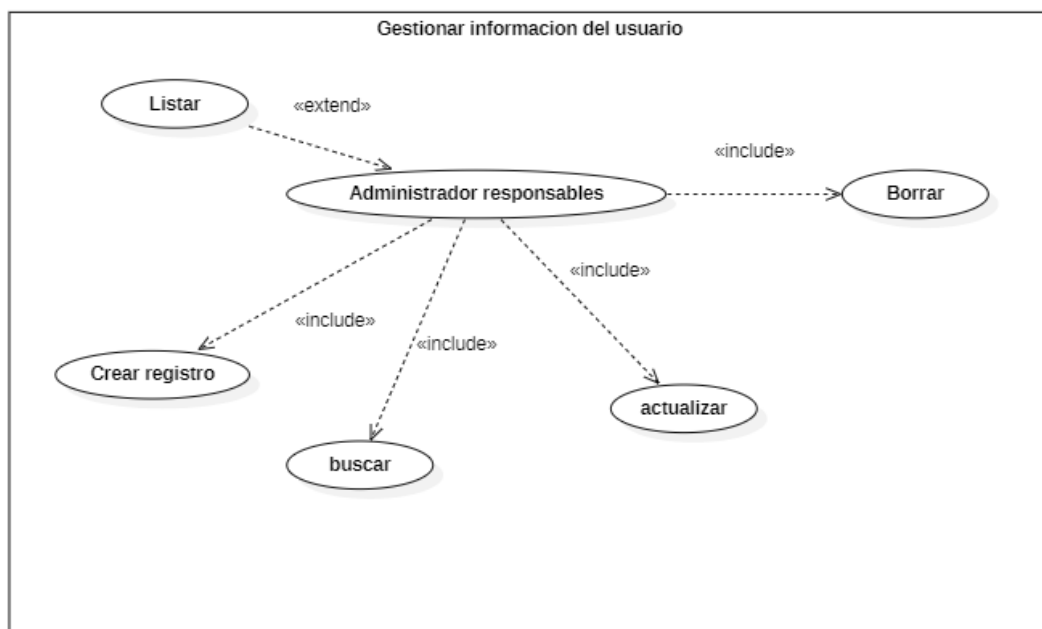 Gestionar informacion del usuario
Listar
«extend»
«include»
Administrador responsables
Borrar
«include»
«include»
«include»
Crear registro
actualizar
buscar